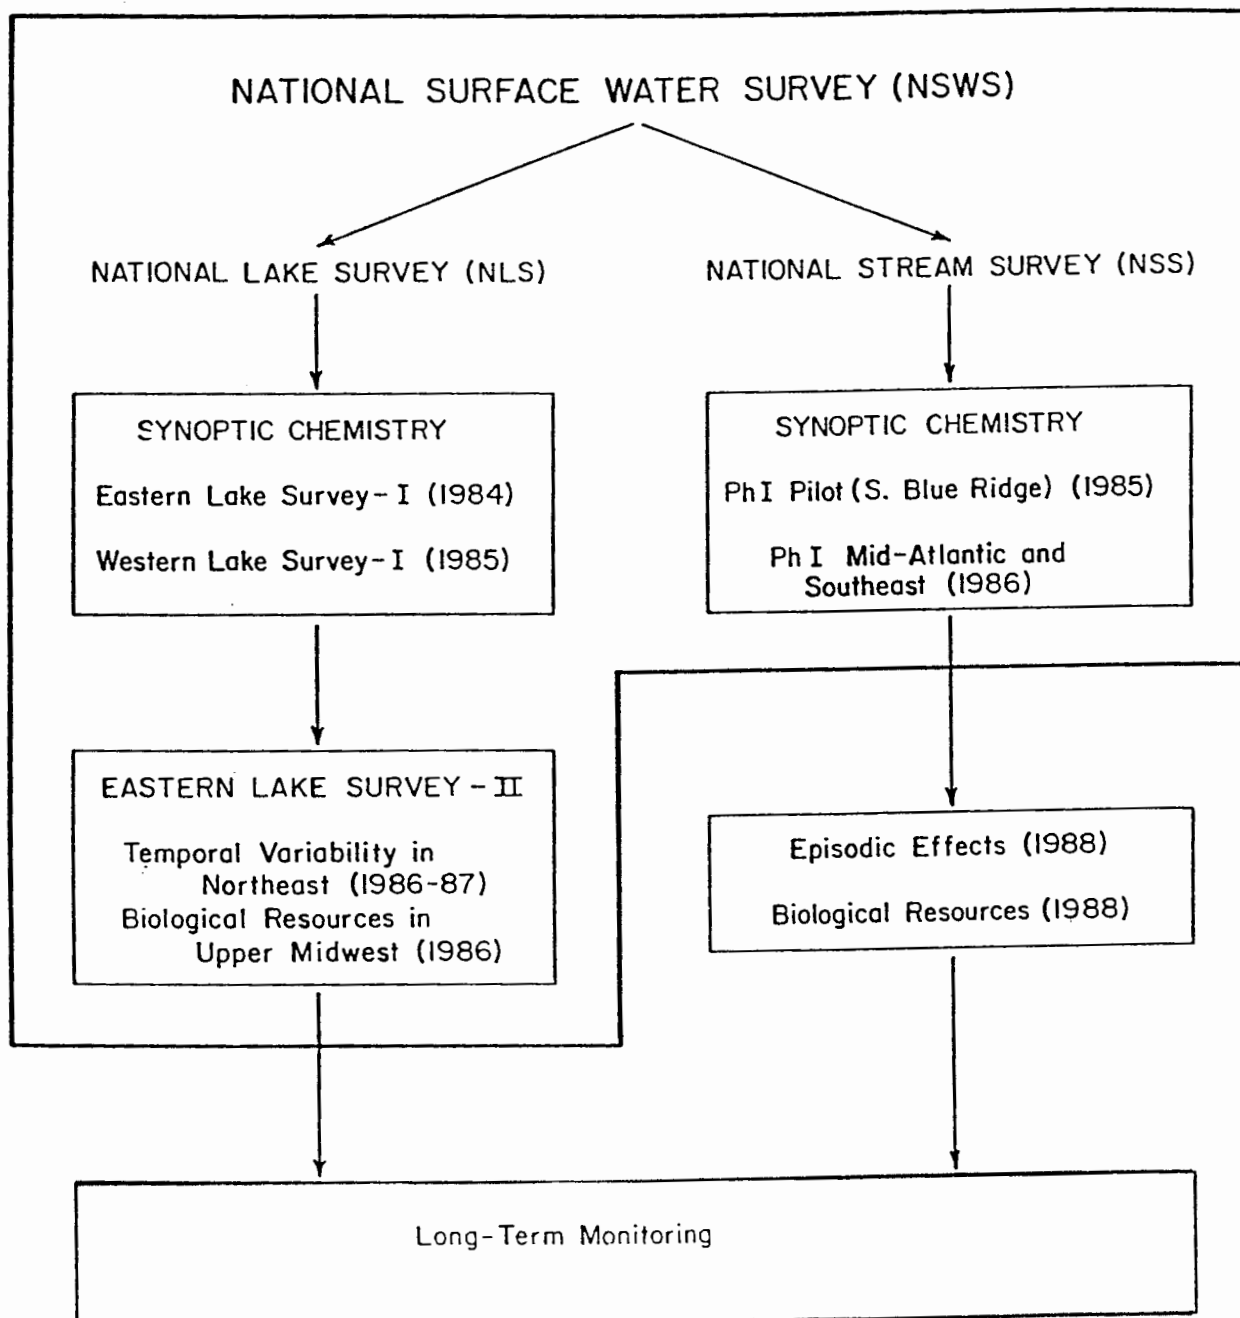 NATIONAL SURFACE WATER SURVEY (NSWS)
NATIONAL LAKE SURVEY (NLS)
NATIONAL STREAM SURVEY (NSS)
SYNOPTIC CHEMISTRY
Eastern Lake Survey-I (1984)
Western Lake Survey-I (1985)
SYNOPTIC CHEMISTRY
Ph I Pilot (S. Blue Ridge) (1985)
Ph I Mid-Atlantic and
Southeast (1986)
EASTERN LAKE SURVEY - II
Temporal Variability in
Northeast (1986-87)
Biological Resources in
Upper Midwest (1986)
Episodic Effects (1988)
Biological Resources (1988)
Long-Term Monitoring